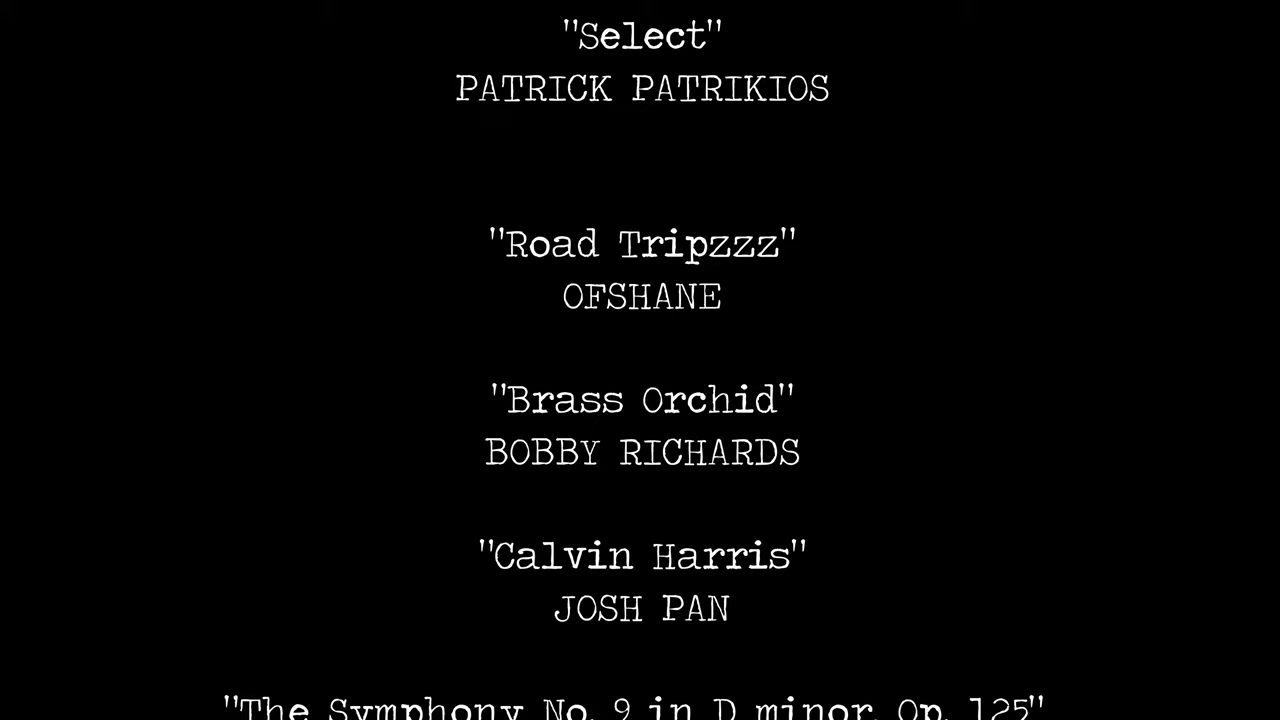 "Select"
PATRICK PATRIKIOS
"Road Tripzzz"
OFSHANE
"Brass Orchid"
BOBBY RICHARDS
"Calvin Harris"
JOSH PAN
"The Symphony No. 9 in D minor, Op. 125"